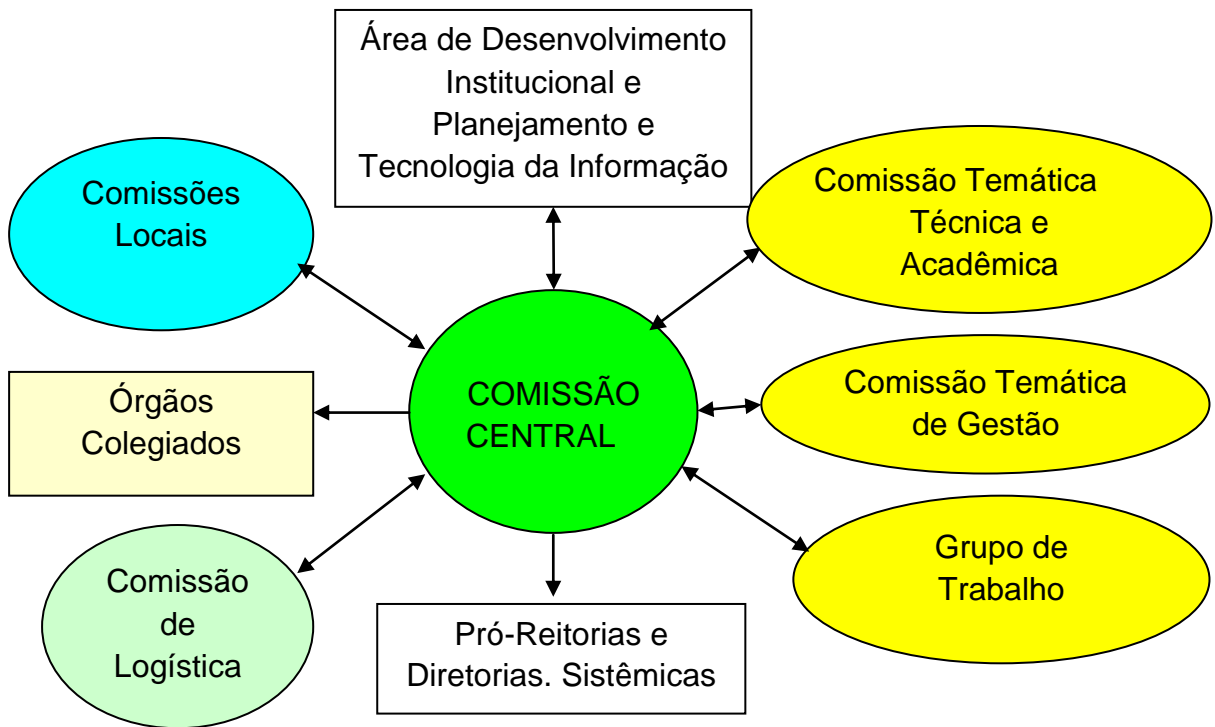 Área de Desenvolvimento
Institucional e
Planejamento e
Tecnologia da Informação
Comissões
Locais
Comissão Temática
Técnica e
Acadêmica
Órgãos
Colegiados
COMISSÃO
CENTRAL
Comissão Temática
de Gestão
Comissão
de
Logística
Pró-Reitorias e
Diretorias. Sistêmicas
Grupo de
Trabalho